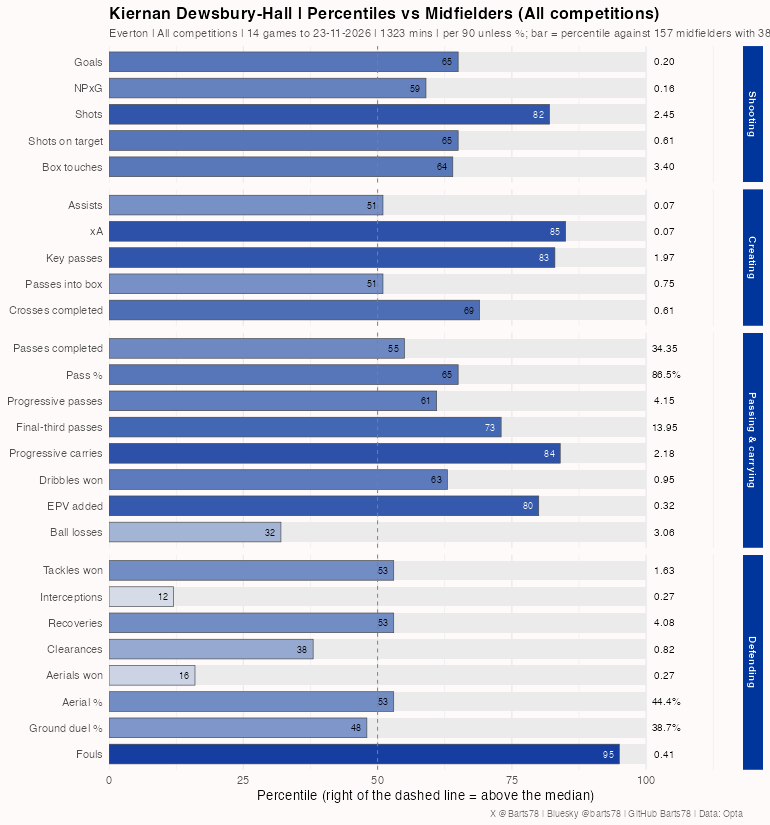 Kiernan Dewsbury-Hall | Percentiles vs Midfielders (All competitions)
Everton | All competitions | 14 games to 23-11-2026 | 1323 mins | per 90 unless %; bar = percentile against 157 midfielders with 38
Shooting
Goals 65 0.20
NPxG 59 0.16
Shots 82 2.45
Shots on target 65 0.61
Box touches 64 3.40
Creating
Assists 51 0.07
xA 85 0.07
Key passes 83 1.97
Passes into box 51 0.75
Crosses completed 69 0.61
Passing & carrying
Passes completed 55 34.35
Pass % 65 86.5%
Progressive passes 61 4.15
Final-third passes 73 13.95
Progressive carries 84 2.18
Dribbles won 63 0.95
EPV added 80 0.32
Ball losses 32 3.06
Defending
Tackles won 53 1.63
Interceptions 12 0.27
Recoveries 53 4.08
Clearances 38 0.82
Aerials won 16 0.27
Aerial % 53 44.4%
Ground duel % 48 38.7%
Fouls 95 0.41
0 25 50 75 100
Percentile (right of the dashed line = above the median)
X @Barts78 | Bluesky @barts78 | GitHub Barts78 | Data: Opta